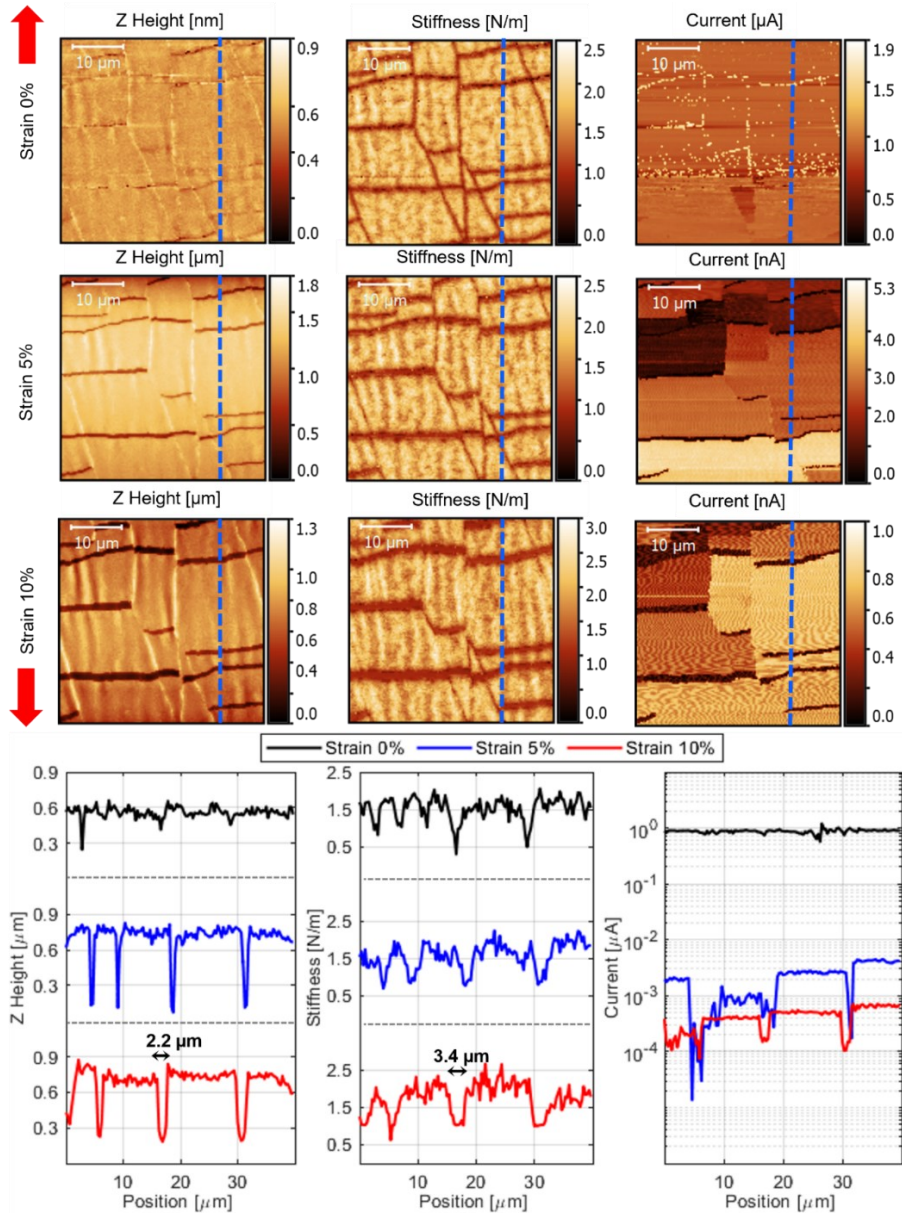 Z Height [nm]
Stiffness [N/m]
Current [µA]
Strain 0%
10 µm
0.9
0.6
0.4
0.2
0.0
10 µm
2.5
2.0
1.5
1.0
0.0
10 µm
1.9
1.5
1.0
0.5
0.0
Z Height [µm]
Stiffness [N/m]
Current [nA]
Strain 5%
10 µm
1.8
1.5
1.0
0.5
0.0
10 µm
2.5
2.0
1.5
1.0
0.0
10 µm
5.3
4.0
3.0
2.0
0.0
Z Height [µm]
Stiffness [N/m]
Current [nA]
Strain 10%
10 µm
1.3
1.0
0.8
0.6
0.4
0.2
0.0
10 µm
3.0
2.5
2.0
1.5
1.0
0.0
10 µm
1.0
0.8
0.6
0.4
0.2
0.0
Strain 0% Strain 5% Strain 10%
Z Height [µm]
0.9
0.6
0.3
0.9
0.6
0.3
0.9
0.6
0.3
2.2 µm
10 20 30
Position [µm]
Stiffness [N/m]
2.5
1.5
0.5
2.5
1.5
0.5
2.5
1.5
0.5
3.4 µm
10 20 30
Position [µm]
Current [µA]
10⁰
10⁻¹
10⁻²
10⁻³
10⁻⁴
10 20 30
Position [µm]